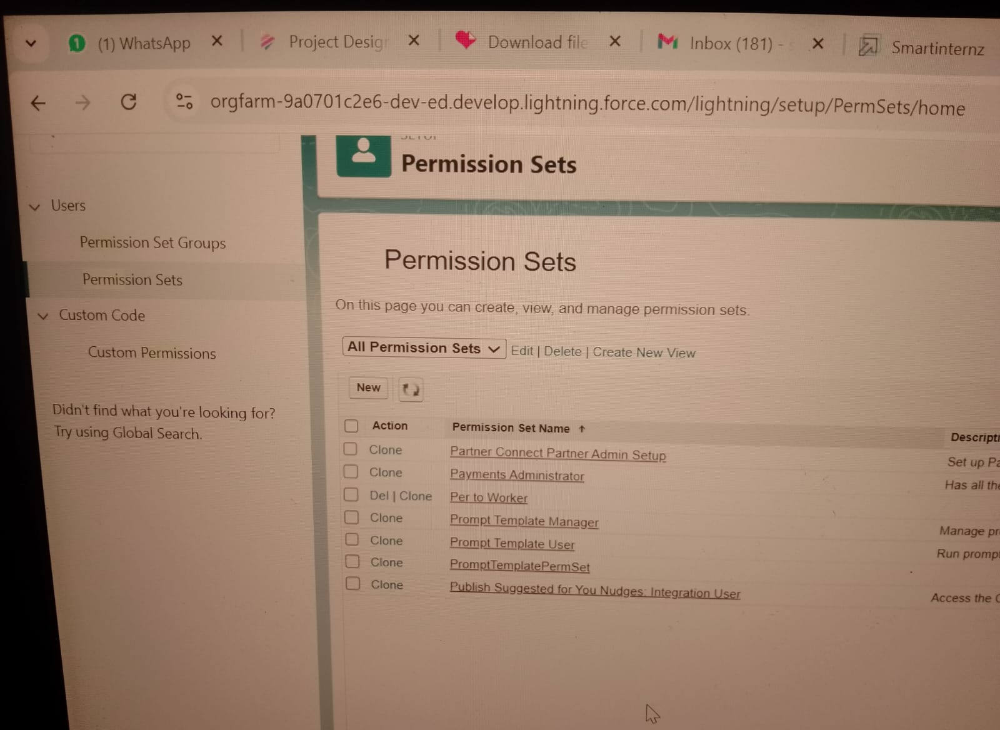 1 (1) WhatsApp Project Desig Download file Inbox (181) - Smartinternz
orgfarm-9a0701c2e6-dev-ed.develop.lightning.force.com/lightning/setup/PermSets/home
SETUP
Permission Sets
Users
Permission Set Groups
Permission Sets
Custom Code
Custom Permissions
Didn't find what you're looking for?
Try using Global Search.
Permission Sets
On this page you can create, view, and manage permission sets.
All Permission Sets Edit | Delete | Create New View
New
Action Permission Set Name ↑ Descripti
Clone Partner Connect Partner Admin Setup Set up Pa
Clone Payments Administrator Has all the
Del | Clone Per to Worker
Clone Prompt Template Manager Manage pr
Clone Prompt Template User Run promp
Clone PromptTemplatePermSet
Clone Publish Suggested for You Nudges: Integration User Access the